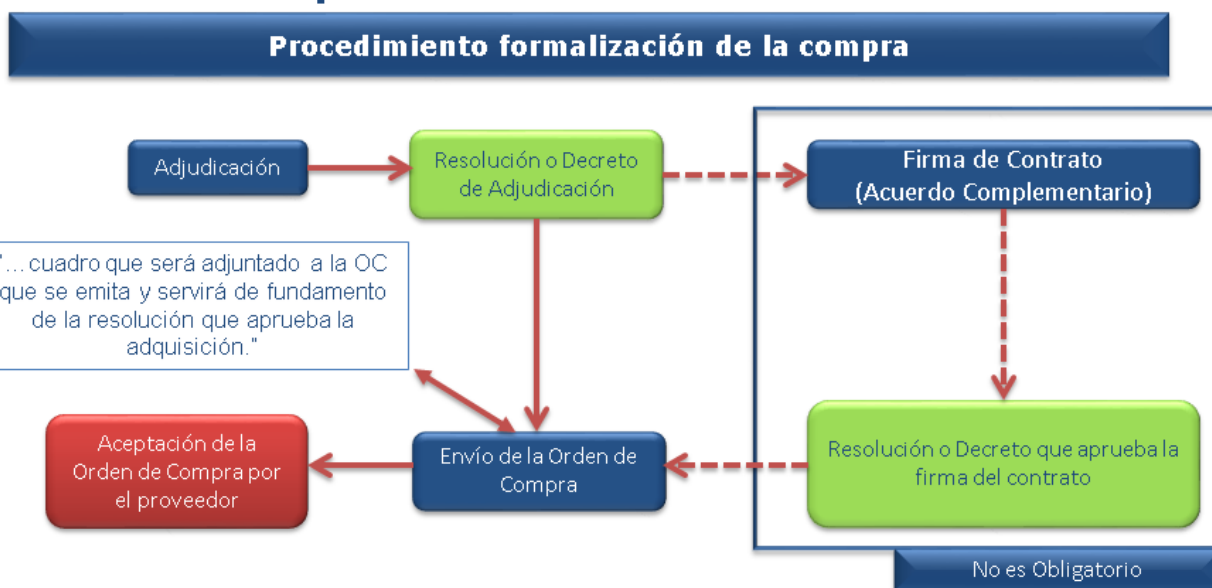 Procedimiento formalización de la compra
Adjudicación
Resolución o Decreto
de Adjudicación
Firma de Contrato
(Acuerdo Complementario)
"…cuadro que será adjuntado a la OC
que se emita y servirá de fundamento
de la resolución que aprueba la
adquisición."
Aceptación de la
Orden de Compra por
el proveedor
Envío de la Orden de
Compra
Resolución o Decreto que aprueba la
firma del contrato
No es Obligatorio